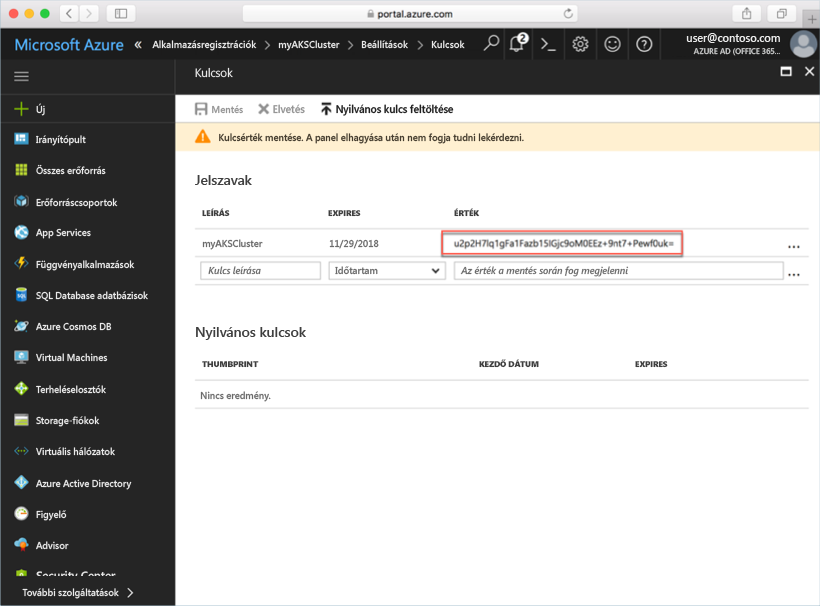 portal.azure.com
Microsoft Azure « Alkalmazásregisztrációk > myAKSCluster > Beállítások > Kulcsok 2 user@contoso.com
AZURE AD (OFFICE 365...
Kulcsok
Új
Irányítópult
Összes erőforrás
Erőforráscsoportok
App Services
Függvényalkalmazások
SQL Database adatbázisok
Azure Cosmos DB
Virtual Machines
Terheléselosztók
Storage-fiókok
Virtuális hálózatok
Azure Active Directory
Figyelő
Advisor
Security Center
További szolgáltatások >
Mentés Elvetés Nyilvános kulcs feltöltése
Kulcsérték mentése. A panel elhagyása után nem fogja tudni lekérdezni.
Jelszavak
LEÍRÁS EXPIRES ÉRTÉK
myAKSCluster 11/29/2018 u2p2H7lq1gFa1Fazb15IGjc9oM0EEz+9nt7+Pewf0uk= ...
Kulcs leírása Időtartam Az érték a mentés során fog megjelenni ...
Nyilvános kulcsok
THUMBPRINT KEZDŐ DÁTUM EXPIRES
Nincs eredmény.